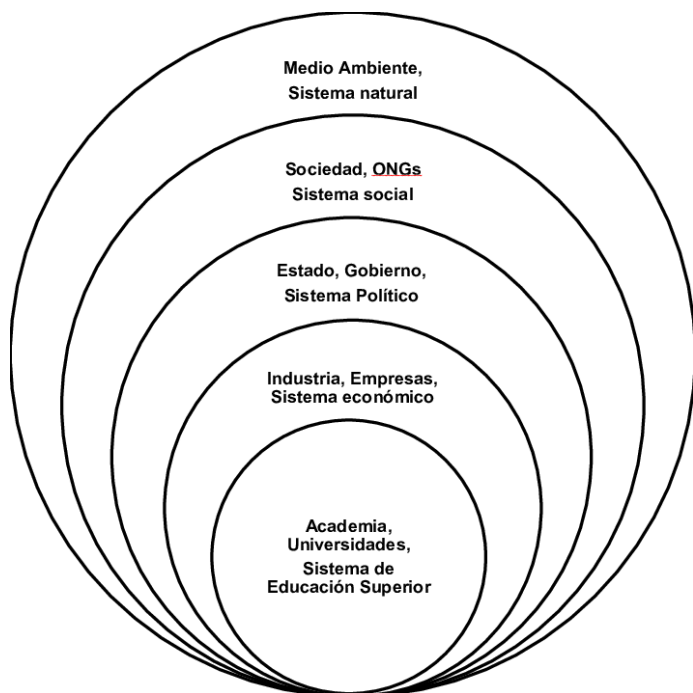 Medio Ambiente,
Sistema natural
Sociedad, ONGs
Sistema social
Estado, Gobierno,
Sistema Político
Industria, Empresas,
Sistema económico
Academia,
Universidades,
Sistema de
Educación Superior